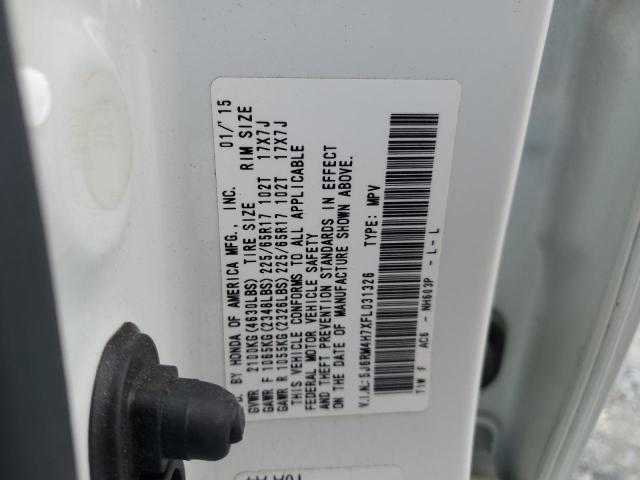 D. BY HONDA OF AMERICA MFG., INC. 01/'15
TIRE SIZE RIM SIZE
GVWR 2100KG(4630LBS)
GAWR F 1065KG(2348LBS) 225/65R17 102T 17X7J
GAWR R 1055KG(2326LBS) 225/65R17 102T 17X7J
THIS VEHICLE CONFORMS TO ALL APPLICABLE
FEDERAL MOTOR VEHICLE SAFETY
AND THEFT PREVENTION STANDARDS IN EFFECT
ON THE DATE OF MANUFACTURE SHOWN ABOVE.
V.I.N.:5J6RM4H7XFL031326 TYPE: MPV
T1W F AC6 - NH603P - L - L